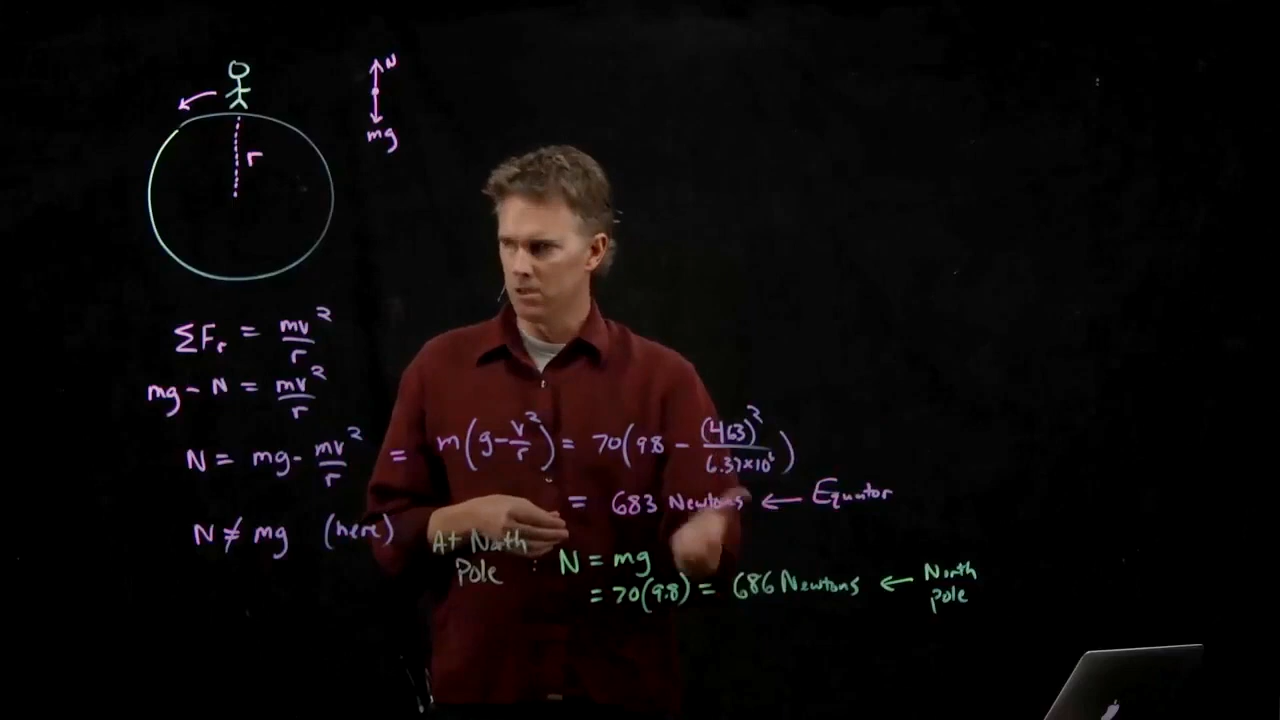 N
mg
r
ΣFᵣ = mv²/r
mg - N = mv²/r
N = mg - mv²/r = m(g - v²/r) = 70(9.8 - (463)²/6.37×10⁶)
= 683 Newtons ← Equator
N ≠ mg (here)
At North Pole : N = mg
= 70(9.8) = 686 Newtons ← North pole